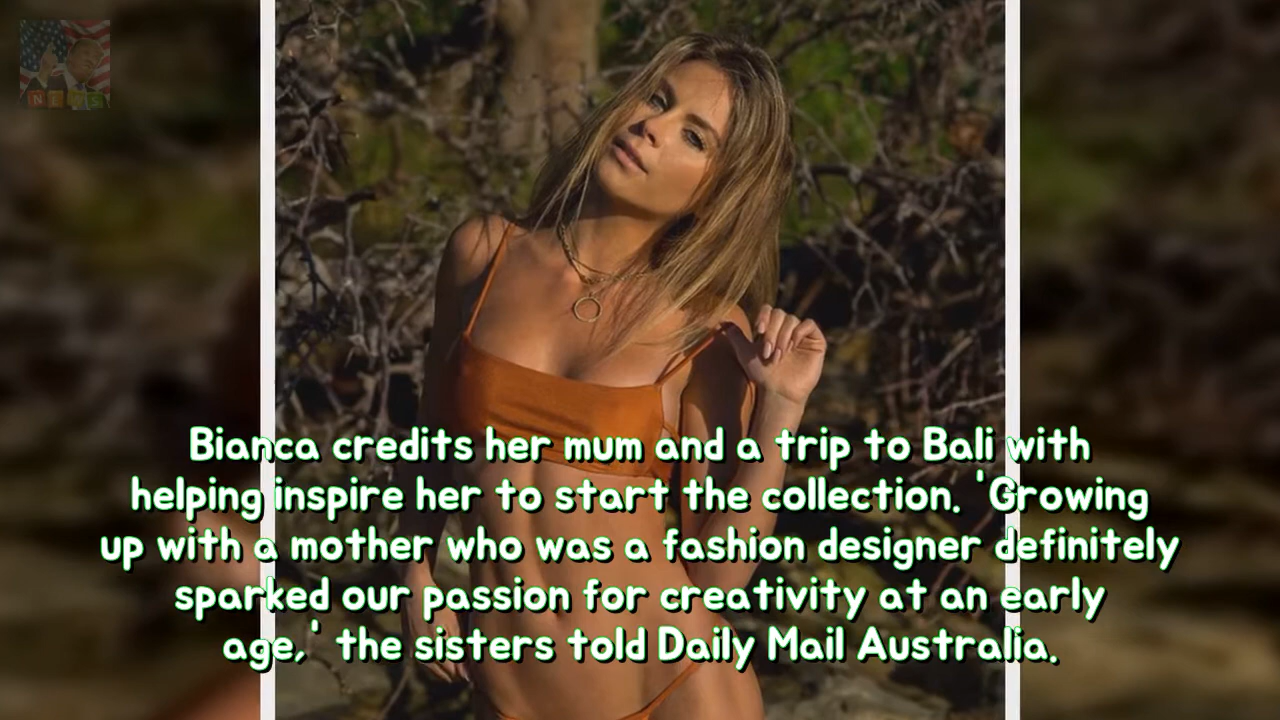 NEWS
Bianca credits her mum and a trip to Bali with
helping inspire her to start the collection. 'Growing
up with a mother who was a fashion designer definitely
sparked our passion for creativity at an early
age,' the sisters told Daily Mail Australia.